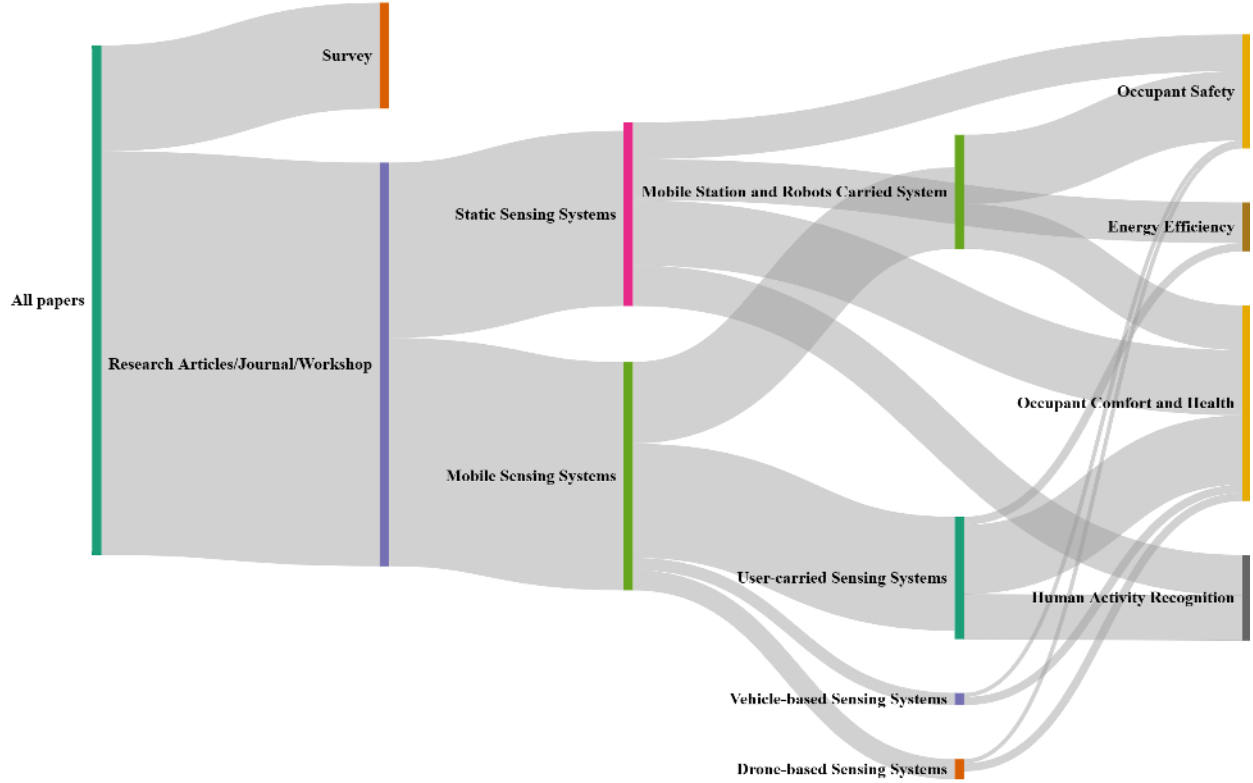 Survey
Occupant Safety
Mobile Station and Robots Carried System
Static Sensing Systems
Energy Efficiency
All papers
Research Articles/Journal/Workshop
Occupant Comfort and Health
Mobile Sensing Systems
User-carried Sensing Systems
Human Activity Recognition
Vehicle-based Sensing Systems
Drone-based Sensing Systems